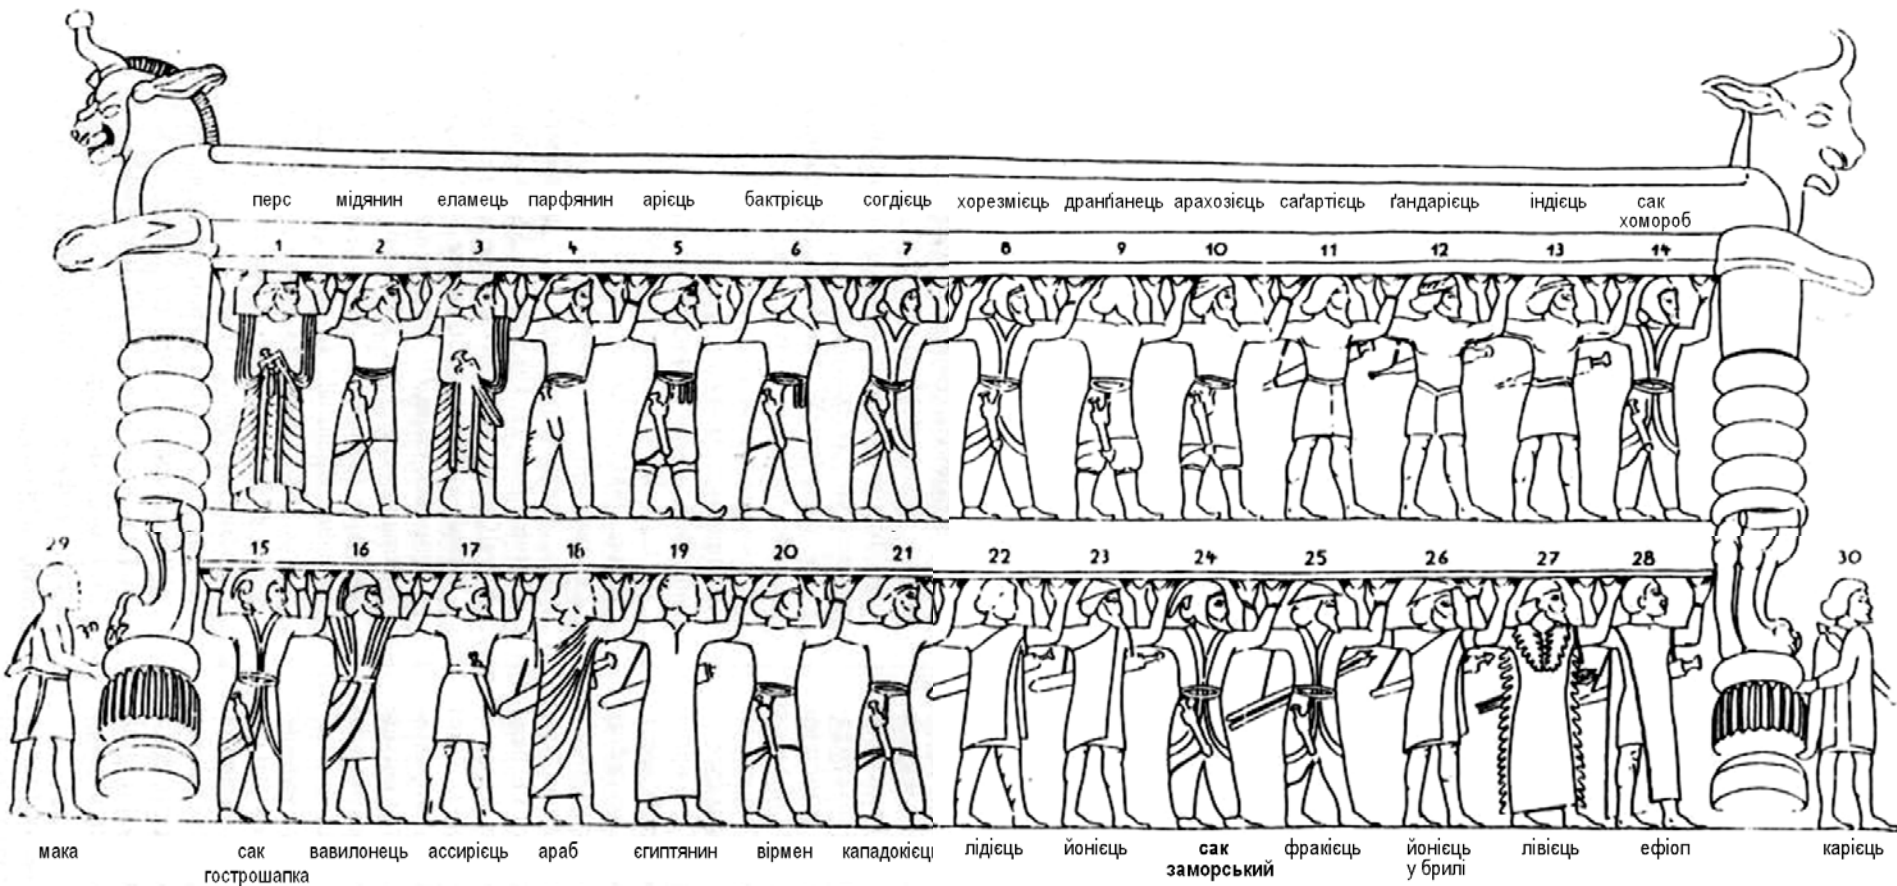 перс мідянин еламець парфянин арієць бактрієць согдієць хорезмієць дранґіанець арахозієць саґартієць ґандарієць індієць сак
хомороб
1 2 3 4 5 6 7 8 9 10 11 12 13 14
29 15 16 17 18 19 20 21 22 23 24 25 26 27 28 30
30
мака сак вавилонець ассирієць араб єгиптянин вірмен кападокієць лідієць йонієць сак фракієць йонієць лівієць ефіоп карієць
гострошапка заморський у брилі